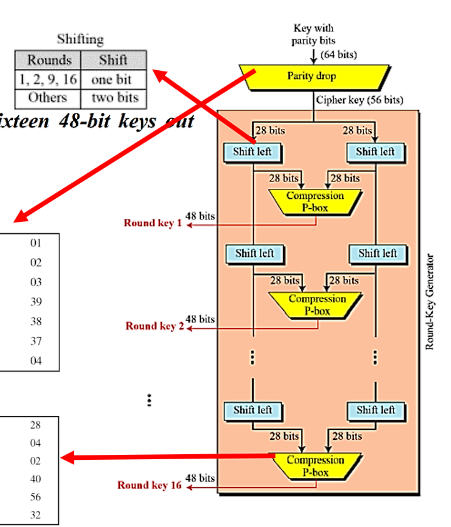 Shifting
Rounds Shift
1, 2, 9, 16 one bit
Others two bits
ixteen 48-bit keys out
01
02
03
39
38
37
04
28
04
02
40
56
32
Key with
parity bits
(64 bits)
Parity drop
Cipher key (56 bits)
28 bits 28 bits
Shift left Shift left
28 bits 28 bits
Compression
P-box
48 bits
Round key 1
Shift left Shift left
28 bits 28 bits
Compression
P-box
48 bits
Round key 2
Shift left Shift left
28 bits 28 bits
Compression
P-box
48 bits
Round key 16
Round-Key Generator